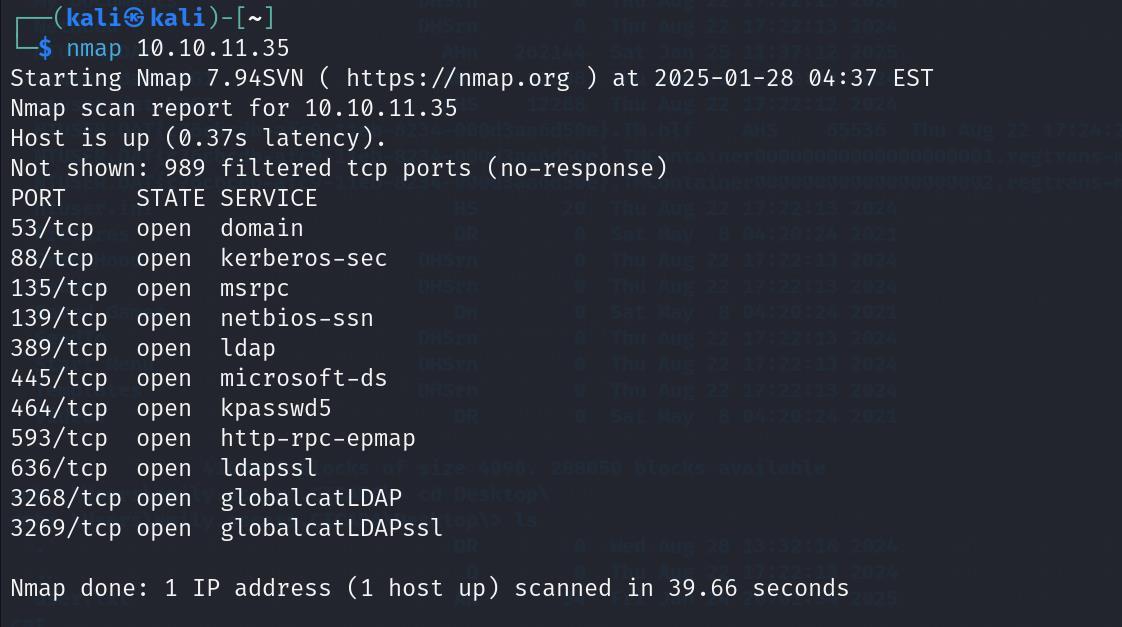 ┌──(kali㉿kali)-[~]
└─$ nmap 10.10.11.35
Starting Nmap 7.94SVN ( https://nmap.org ) at 2025-01-28 04:37 EST
Nmap scan report for 10.10.11.35
Host is up (0.37s latency).
Not shown: 989 filtered tcp ports (no-response)
PORT     STATE SERVICE
53/tcp   open  domain
88/tcp   open  kerberos-sec
135/tcp  open  msrpc
139/tcp  open  netbios-ssn
389/tcp  open  ldap
445/tcp  open  microsoft-ds
464/tcp  open  kpasswd5
593/tcp  open  http-rpc-epmap
636/tcp  open  ldapssl
3268/tcp open  globalcatLDAP
3269/tcp open  globalcatLDAPssl
Nmap done: 1 IP address (1 host up) scanned in 39.66 seconds